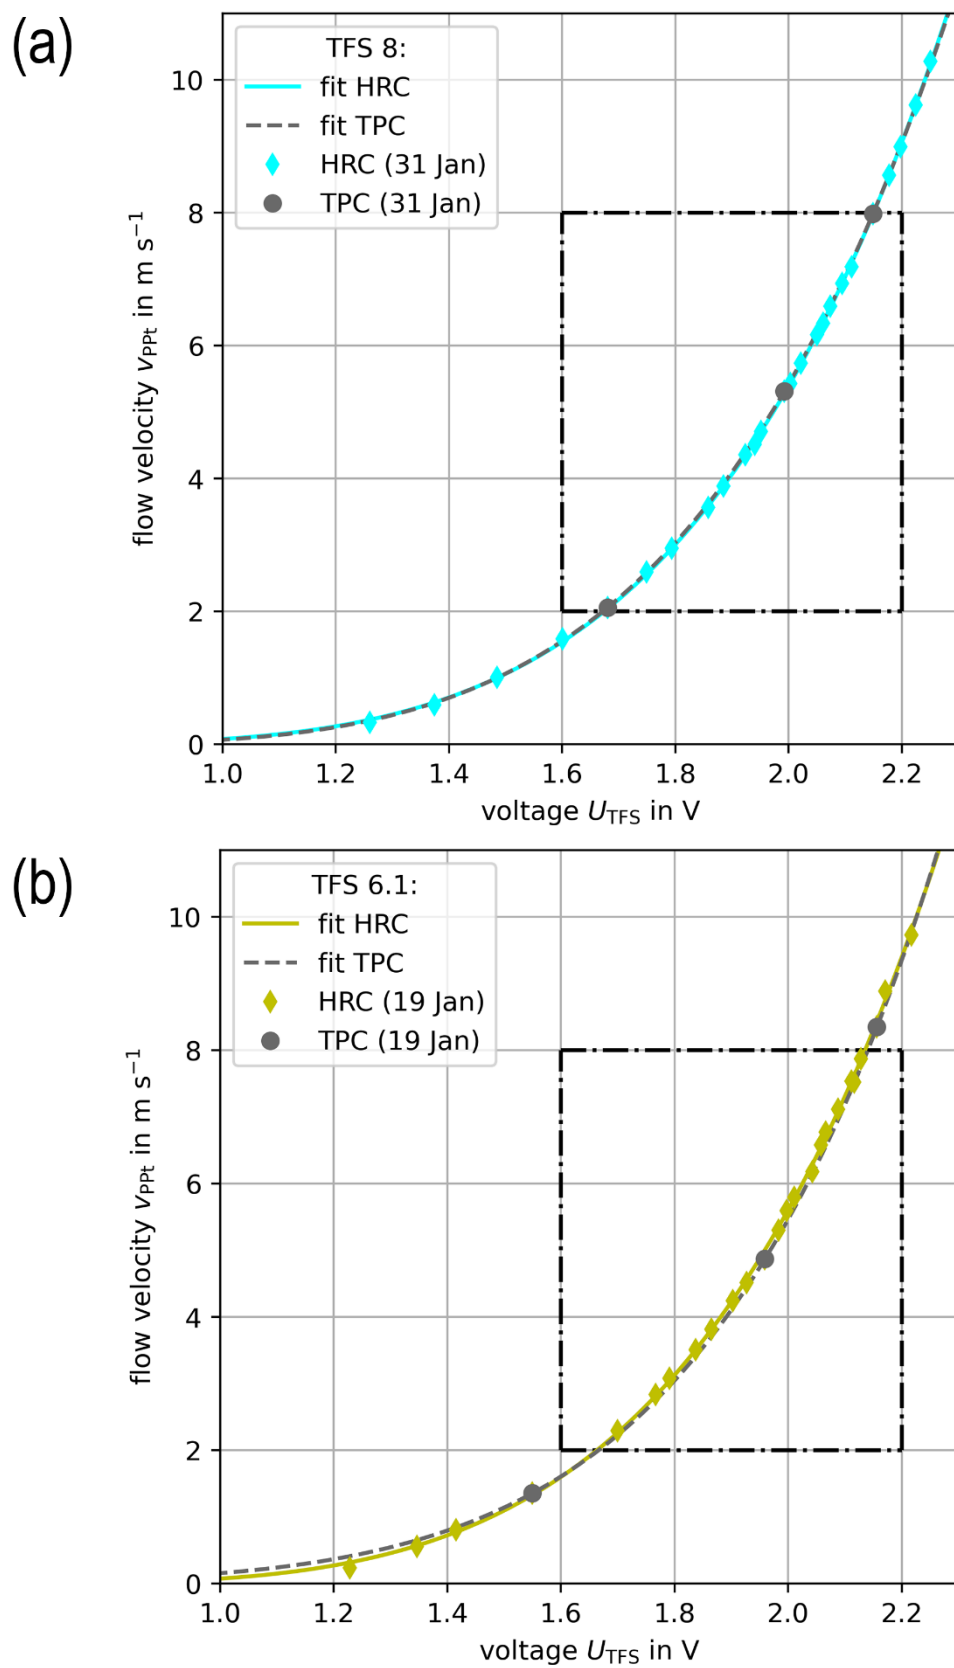 (a)
TFS 8:
fit HRC
fit TPC
HRC (31 Jan)
TPC (31 Jan)
flow velocity v_PPt in m s⁻¹
10
8
6
4
2
0
1.0 1.2 1.4 1.6 1.8 2.0 2.2
voltage U_TFS in V
(b)
TFS 6.1:
fit HRC
fit TPC
HRC (19 Jan)
TPC (19 Jan)
flow velocity v_PPt in m s⁻¹
10
8
6
4
2
0
1.0 1.2 1.4 1.6 1.8 2.0 2.2
voltage U_TFS in V